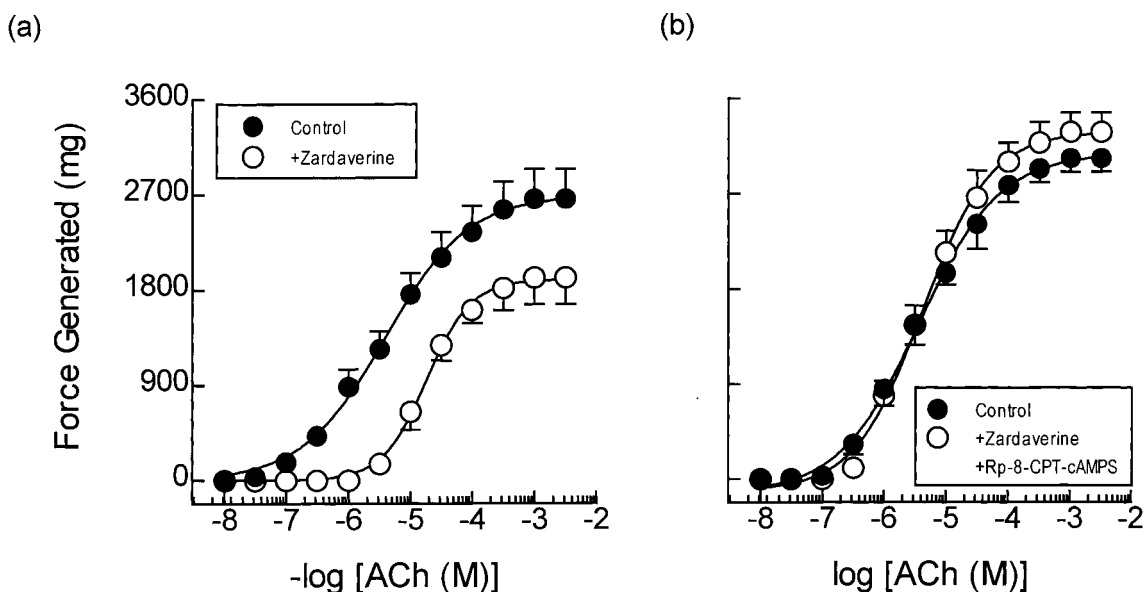 (a)
(b)
Force Generated (mg)
3600
2700
1800
900
0
Control
+Zardaverine
-8 -7 -6 -5 -4 -3 -2
-log [ACh (M)]
Control
+Zardaverine
+Rp-8-CPT-cAMPS
-8 -7 -6 -5 -4 -3 -2
log [ACh (M)]